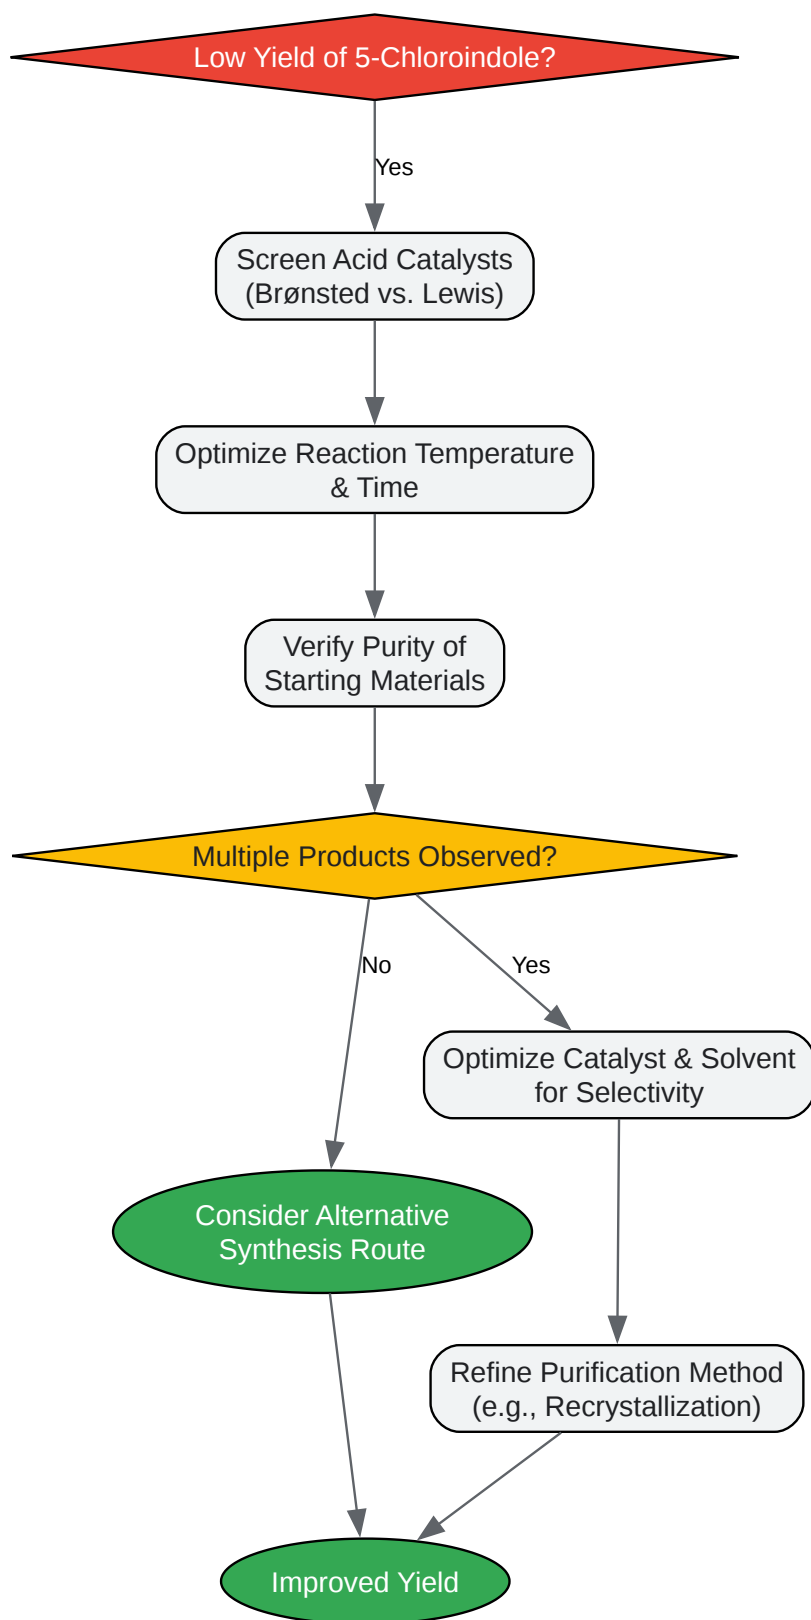 Low Yield of 5-Chloroindole?
Yes
Screen Acid Catalysts
(Brønsted vs. Lewis)
Optimize Reaction Temperature
& Time
Verify Purity of
Starting Materials
Multiple Products Observed?
No
Yes
Optimize Catalyst & Solvent
for Selectivity
Consider Alternative
Synthesis Route
Refine Purification Method
(e.g., Recrystallization)
Improved Yield